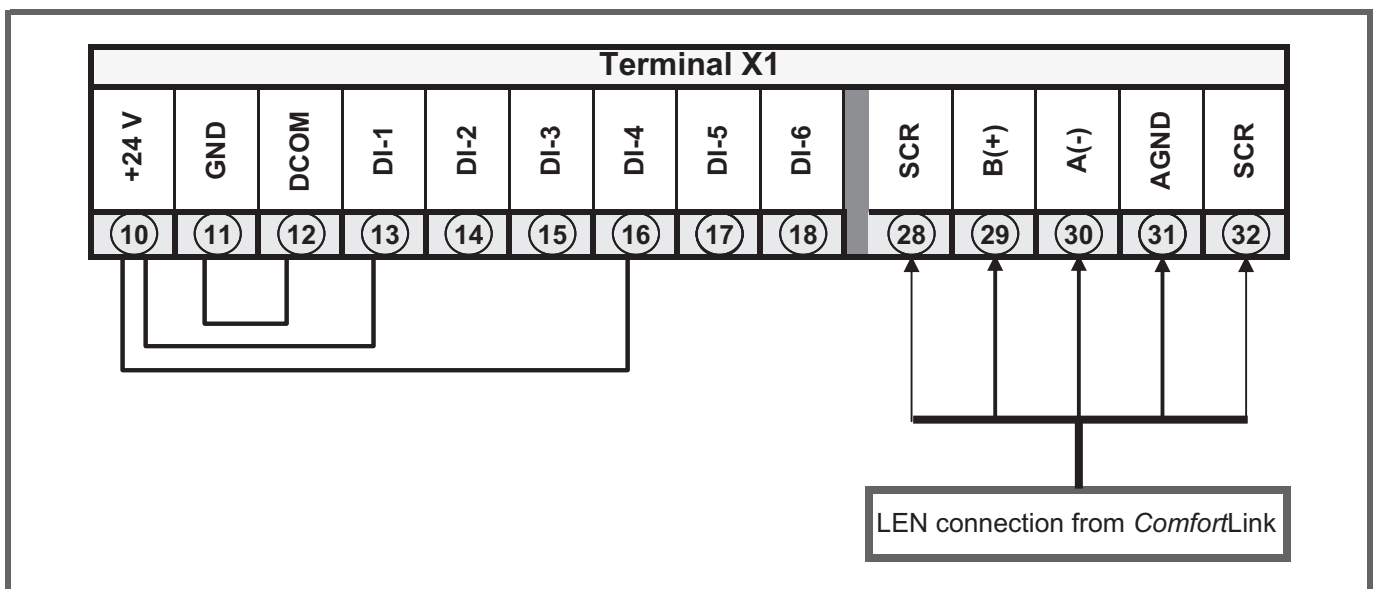 Terminal X1
+24 V GND DCOM DI-1 DI-2 DI-3 DI-4 DI-5 DI-6 SCR B(+) A(-) AGND SCR
10 11 12 13 14 15 16 17 18 28 29 30 31 32
LEN connection from ComfortLink